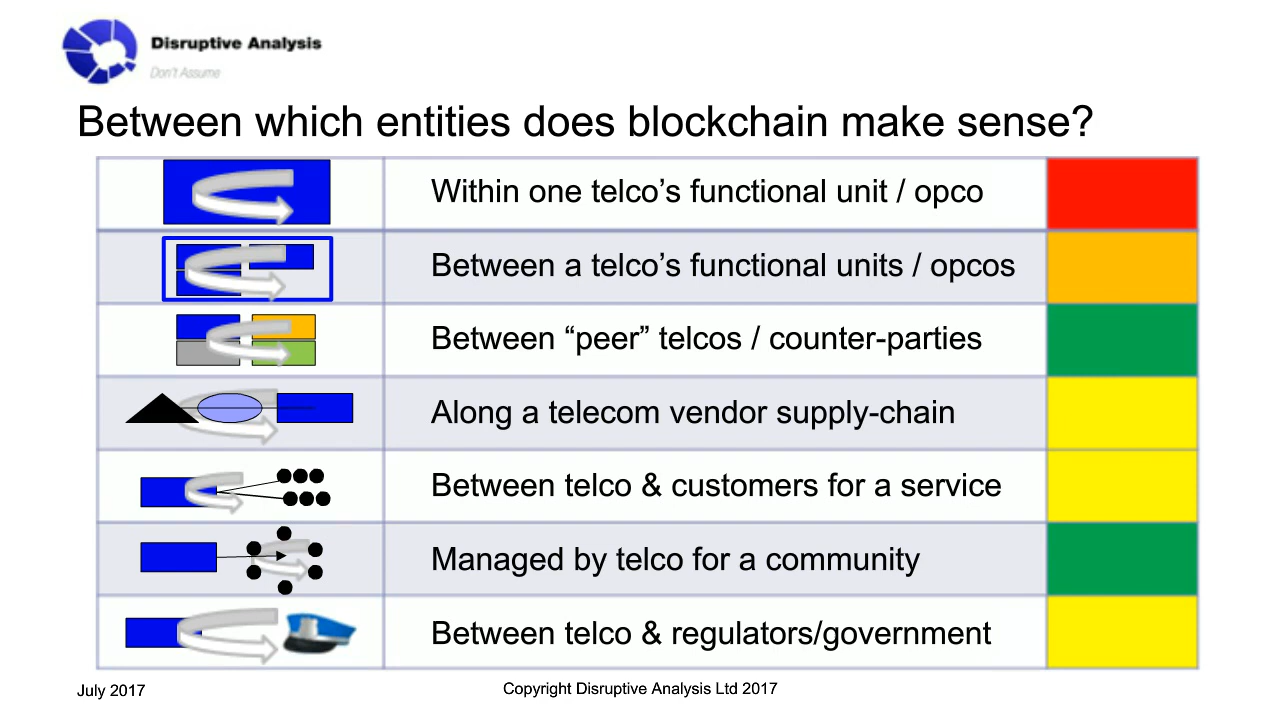 Disruptive Analysis
Don't Assume
Between which entities does blockchain make sense?
Within one telco’s functional unit / opco
Between a telco’s functional units / opcos
Between “peer” telcos / counter-parties
Along a telecom vendor supply-chain
Between telco & customers for a service
Managed by telco for a community
Between telco & regulators/government
July 2017
Copyright Disruptive Analysis Ltd 2017